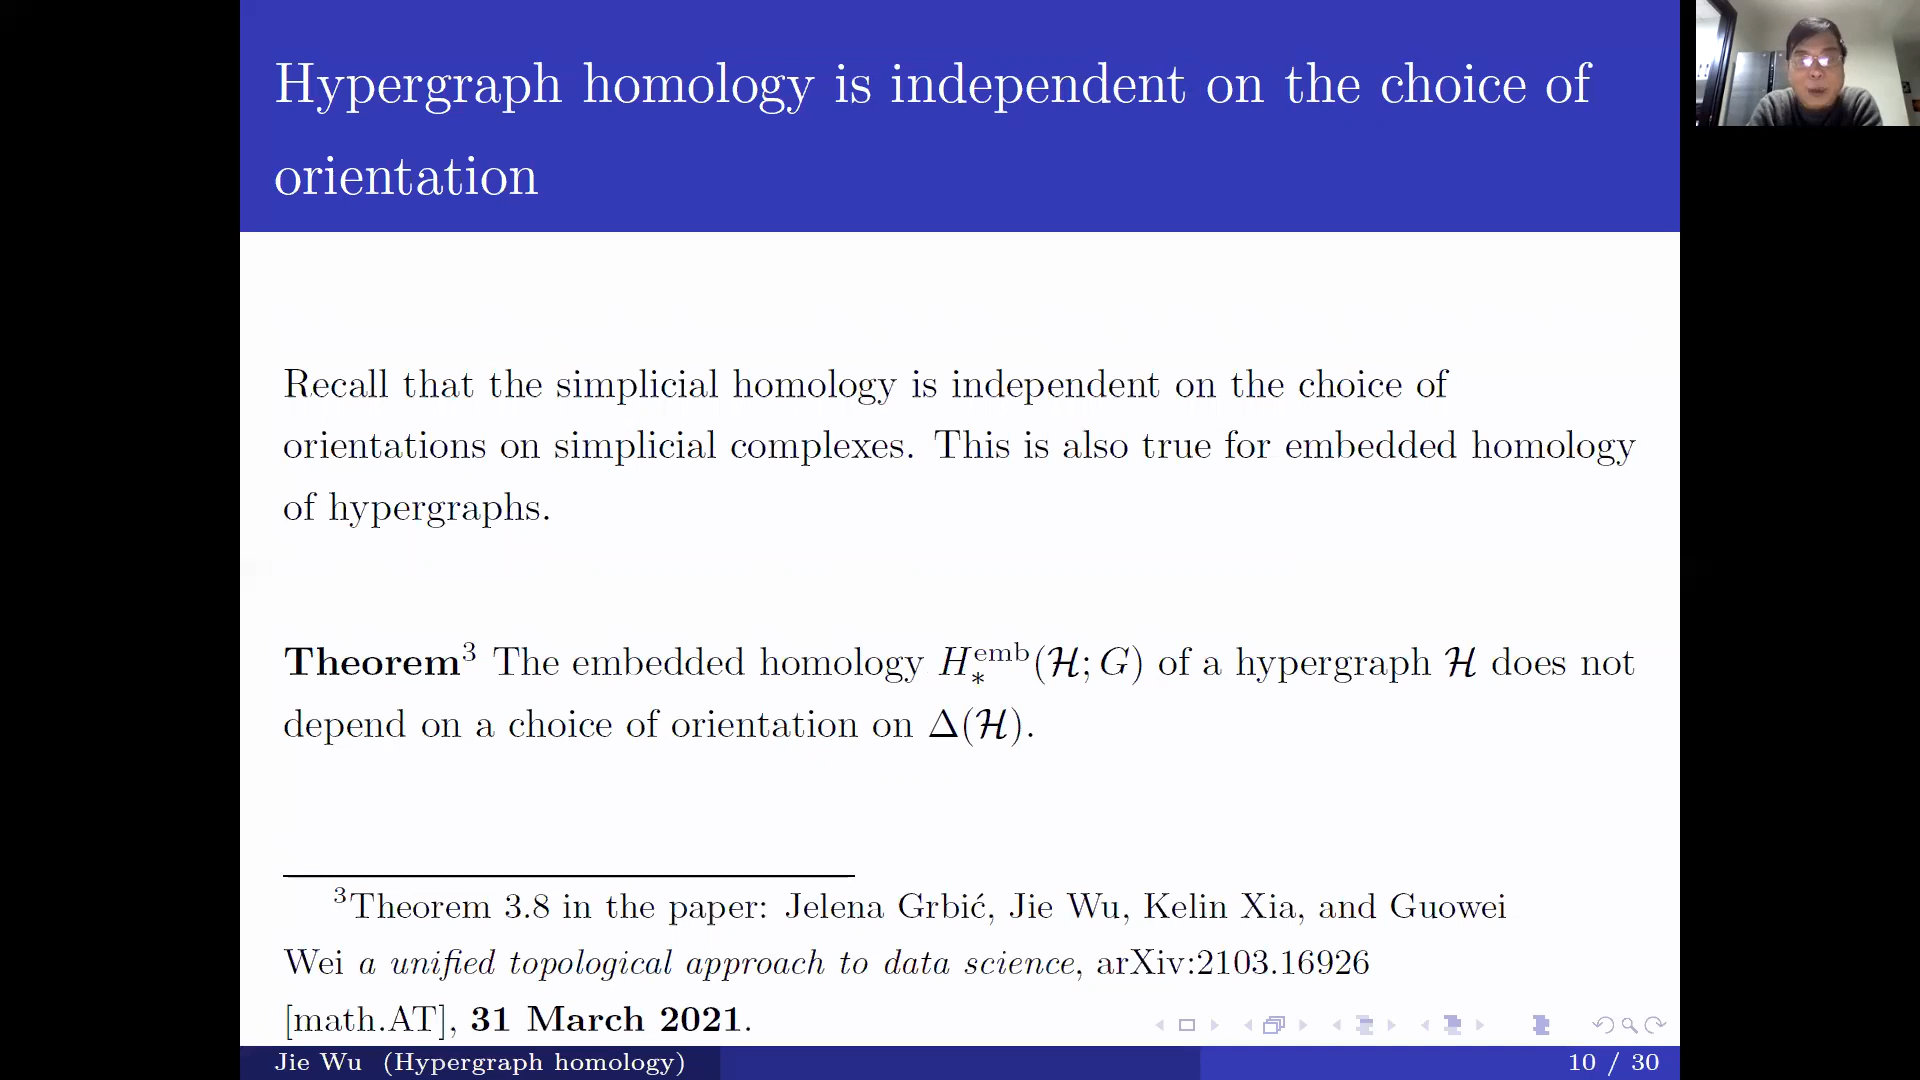 Hypergraph homology is independent on the choice of
orientation
Recall that the simplicial homology is independent on the choice of
orientations on simplicial complexes. This is also true for embedded homology
of hypergraphs.
Theorem³ The embedded homology H_*^{emb}(ℋ; G) of a hypergraph ℋ does not
depend on a choice of orientation on Δ(ℋ).
³Theorem 3.8 in the paper: Jelena Grbić, Jie Wu, Kelin Xia, and Guowei
Wei a unified topological approach to data science, arXiv:2103.16926
[math.AT], 31 March 2021.
Jie Wu (Hypergraph homology) 10 / 30